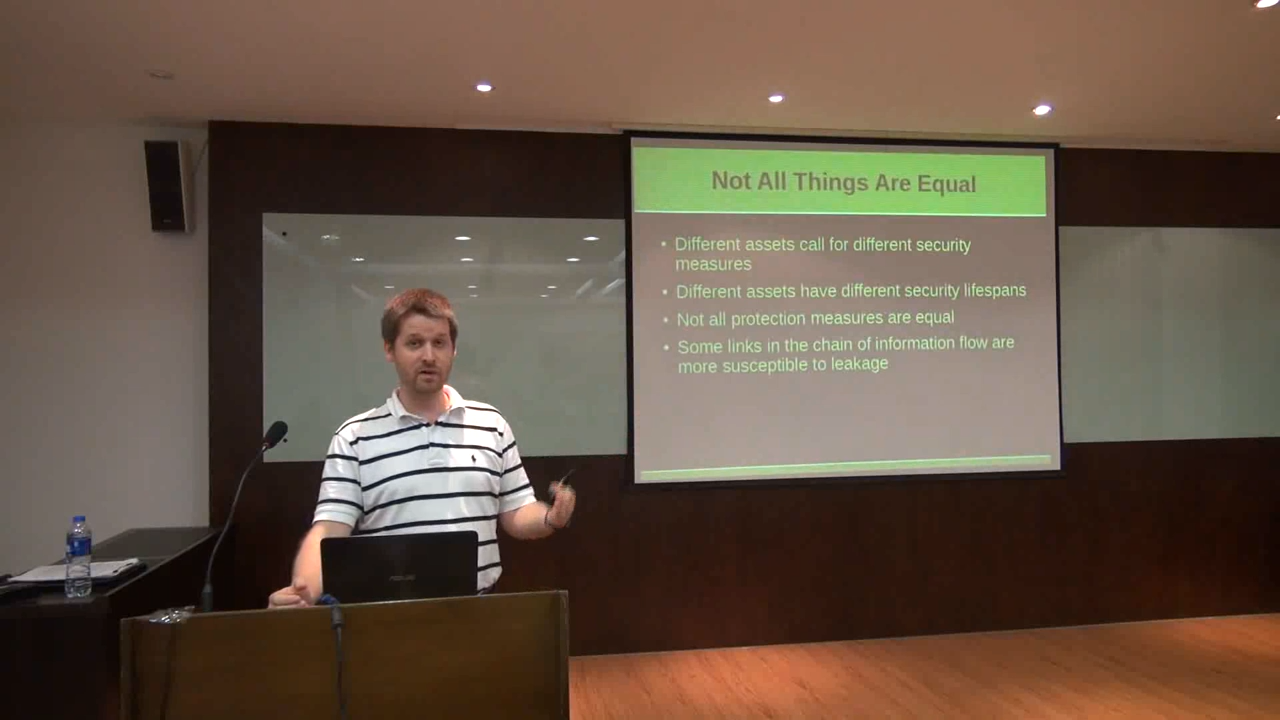 Not All Things Are Equal
• Different assets call for different security
measures
• Different assets have different security lifespans
• Not all protection measures are equal
• Some links in the chain of information flow are
more susceptible to leakage
ASUS